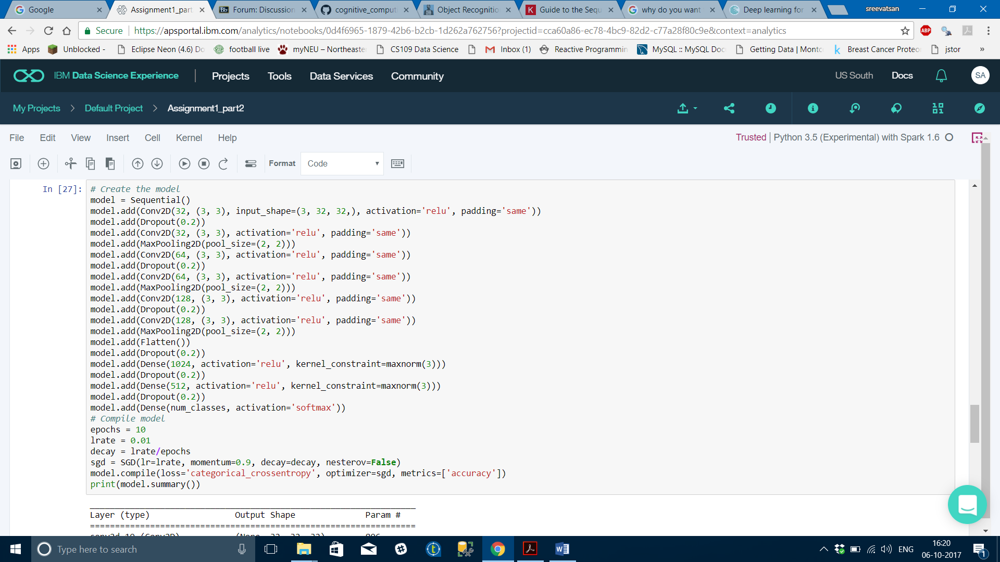 Google
Assignment1_part
Forum: Discussion
cognitive_comput
Object Recognitio
Guide to the Sequ
why do you want
Deep learning for
sreevatsan
Secure
https://apsportal.ibm.com/analytics/notebooks/0d4f6965-1879-42b6-b2cb-1d262a762756?projectid=cca60a86-ec78-4bc9-82d2-c77a28f80c9e&context=analytics
ABP
Apps
Unblocked -
Eclipse Neon (4.6) Do
football live
myNEU – Northeaste
CS109 Data Science
Inbox (1)
Reactive Programmin
MySQL :: MySQL Doc
Getting Data | Montc
Breast Cancer Proteo
jstor
»
IBM Data Science Experience
Projects
Tools
Data Services
Community
US South
Docs
SA
My Projects > Default Project > Assignment1_part2
File Edit View Insert Cell Kernel Help
Trusted | Python 3.5 (Experimental) with Spark 1.6
Format
Code
In [27]:
# Create the model
model = Sequential()
model.add(Conv2D(32, (3, 3), input_shape=(3, 32, 32,), activation='relu', padding='same'))
model.add(Dropout(0.2))
model.add(Conv2D(32, (3, 3), activation='relu', padding='same'))
model.add(MaxPooling2D(pool_size=(2, 2)))
model.add(Conv2D(64, (3, 3), activation='relu', padding='same'))
model.add(Dropout(0.2))
model.add(Conv2D(64, (3, 3), activation='relu', padding='same'))
model.add(MaxPooling2D(pool_size=(2, 2)))
model.add(Conv2D(128, (3, 3), activation='relu', padding='same'))
model.add(Dropout(0.2))
model.add(Conv2D(128, (3, 3), activation='relu', padding='same'))
model.add(MaxPooling2D(pool_size=(2, 2)))
model.add(Flatten())
model.add(Dropout(0.2))
model.add(Dense(1024, activation='relu', kernel_constraint=maxnorm(3)))
model.add(Dropout(0.2))
model.add(Dense(512, activation='relu', kernel_constraint=maxnorm(3)))
model.add(Dropout(0.2))
model.add(Dense(num_classes, activation='softmax'))
# Compile model
epochs = 10
lrate = 0.01
decay = lrate/epochs
sgd = SGD(lr=lrate, momentum=0.9, decay=decay, nesterov=False)
model.compile(loss='categorical_crossentropy', optimizer=sgd, metrics=['accuracy'])
print(model.summary())
Layer (type) Output Shape Param #
Type here to search
ENG
16:20
06-10-2017
1